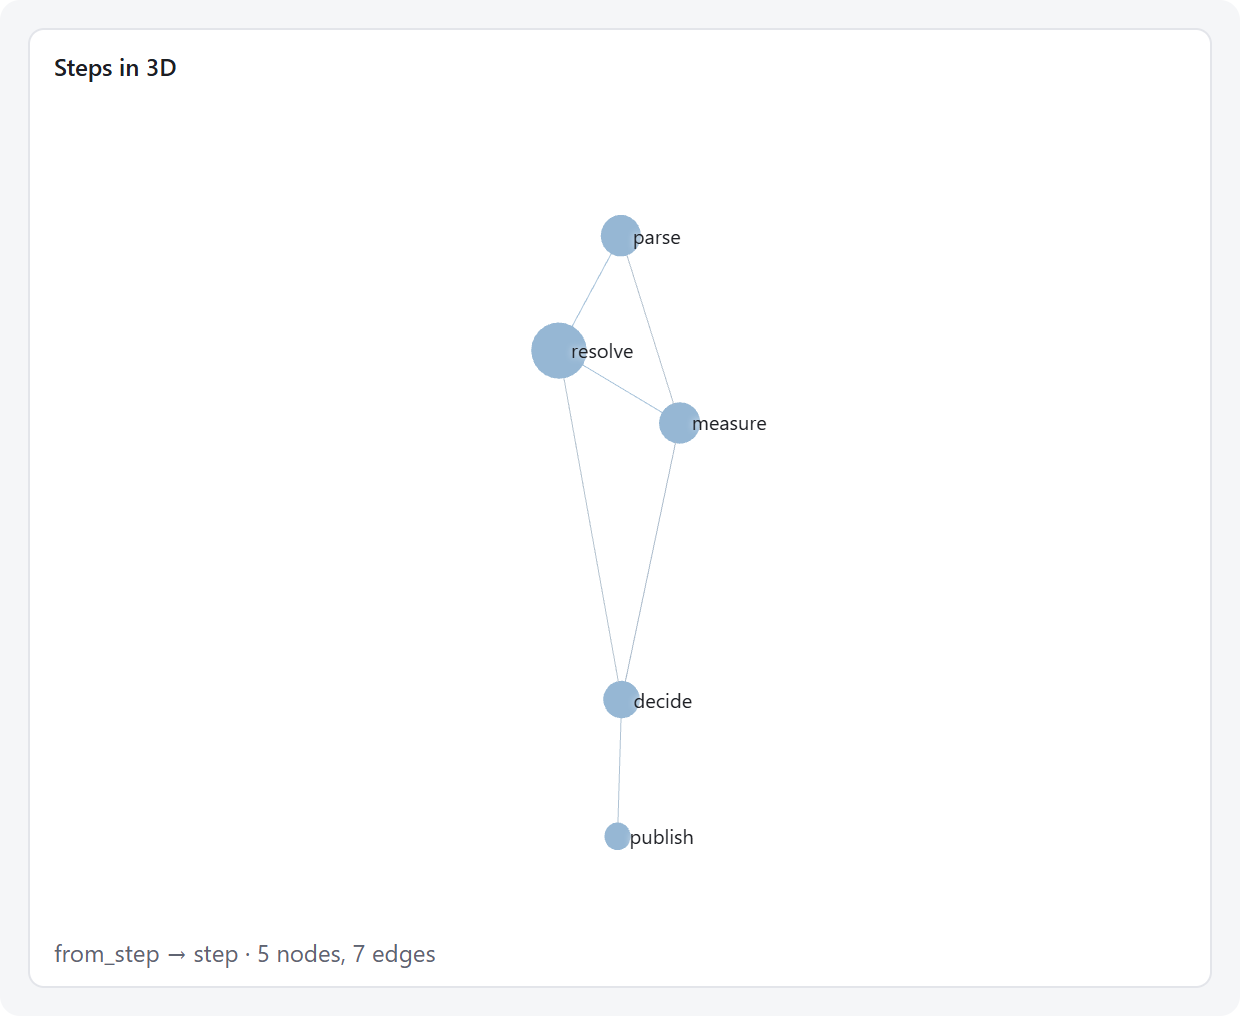 Steps in 3D
parse
resolve
measure
decide
publish
from_step → step · 5 nodes, 7 edges